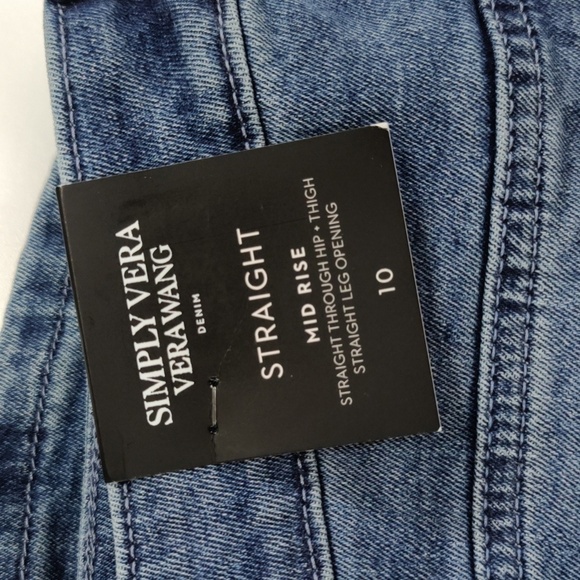 SIMPLY VERA
VERAWANG
DENIM
STRAIGHT
MID RISE
STRAIGHT THROUGH HIP + THIGH
STRAIGHT LEG OPENING
10